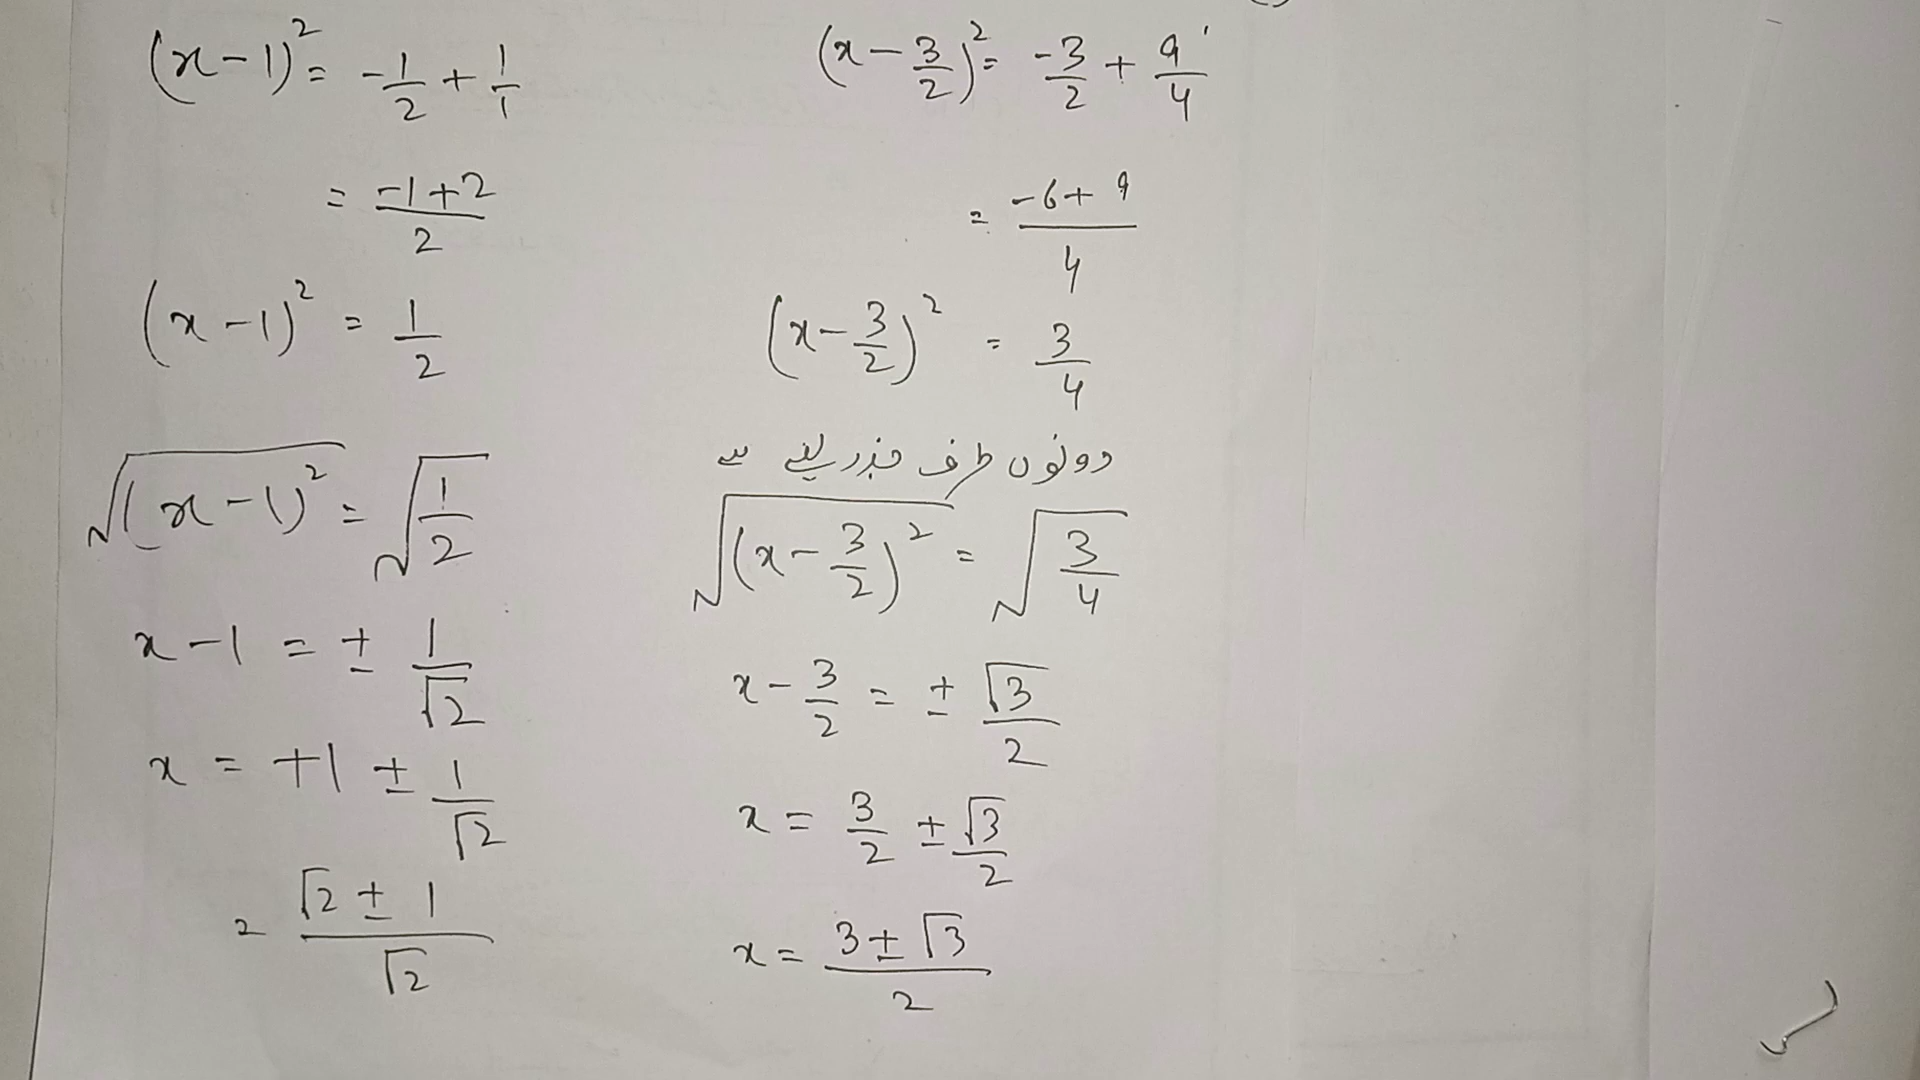 (x-1)² = -1/2 + 1/1
= -1+2/2
(x-1)² = 1/2
√(x-1)² = √1/2
x-1 = ± 1/√2
x = +1 ± 1/√2
= √2 ± 1/√2
(x-3/2)² = -3/2 + 9/4
= -6+9/4
(x-3/2)² = 3/4
دونوں طرف جذر لینے سے
√(x-3/2)² = √3/4
x-3/2 = ± √3/2
x = 3/2 ± √3/2
x = 3±√3/2